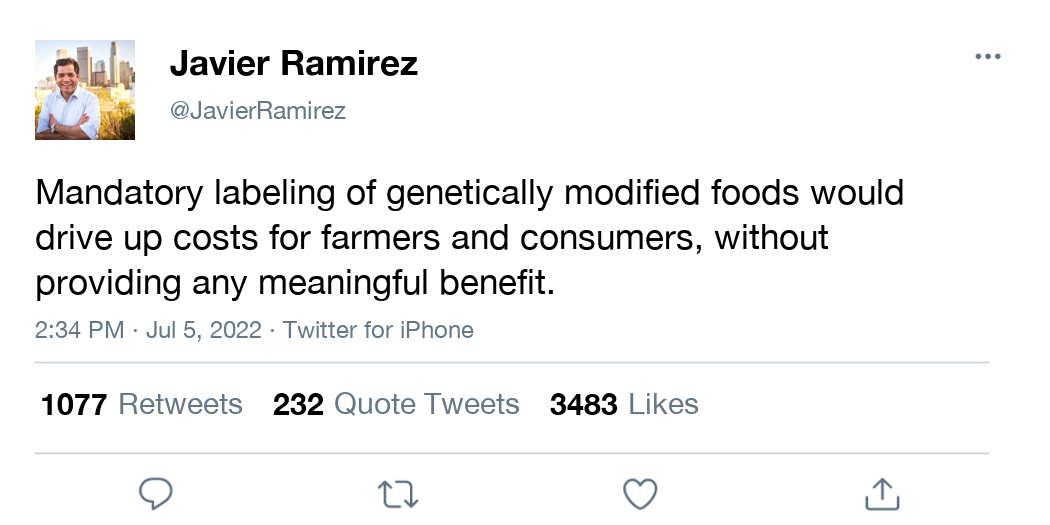 Javier Ramirez
@JavierRamirez
Mandatory labeling of genetically modified foods would
drive up costs for farmers and consumers, without
providing any meaningful benefit.
2:34 PM · Jul 5, 2022 · Twitter for iPhone
1077 Retweets 232 Quote Tweets 3483 Likes